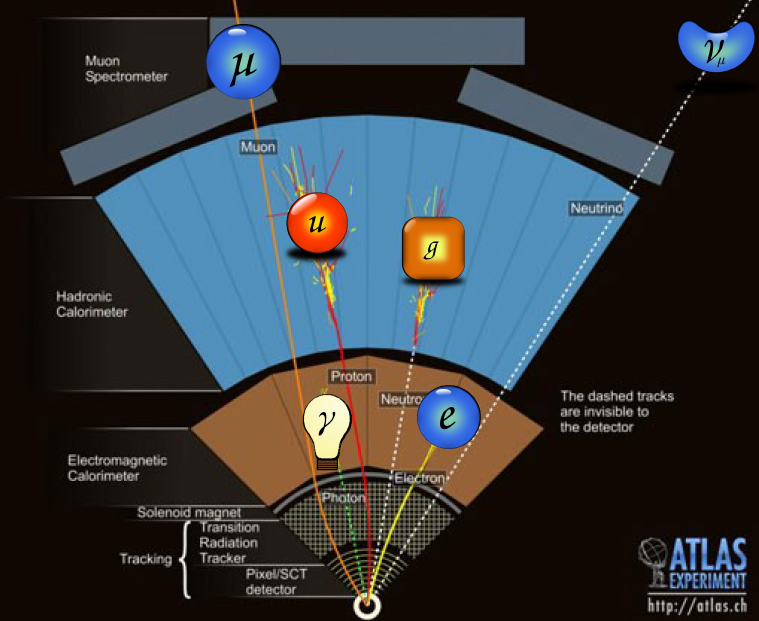 μ
ν μ
Muon
Spectrometer
Muon
u
g
Neutrino
Hadronic
Calorimeter
Proton
Neutro
The dashed tracks
are invisible to
the detector
γ
e
Electromagnetic
Calorimeter
Electron
Photon
Solenoid magnet
Tracking
Transition
Radiation
Tracker
Pixel/SCT
detector
ATLAS
EXPERIMENT
http://atlas.ch